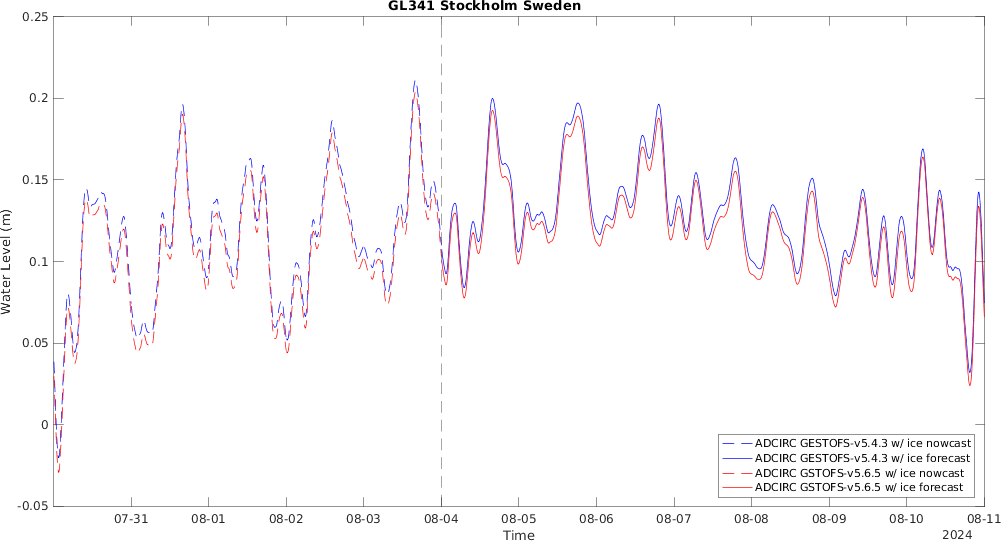 GL341 Stockholm Sweden
0.25
0.2
0.15
0.1
0.05
0
-0.05
Water Level (m)
07-31 08-01 08-02 08-03 08-04 08-05 08-06 08-07 08-08 08-09 08-10 08-11
Time
2024
ADCIRC GESTOFS-v5.4.3 w/ ice nowcast
ADCIRC GESTOFS-v5.4.3 w/ ice forecast
ADCIRC GSTOFS-v5.6.5 w/ ice nowcast
ADCIRC GSTOFS-v5.6.5 w/ ice forecast